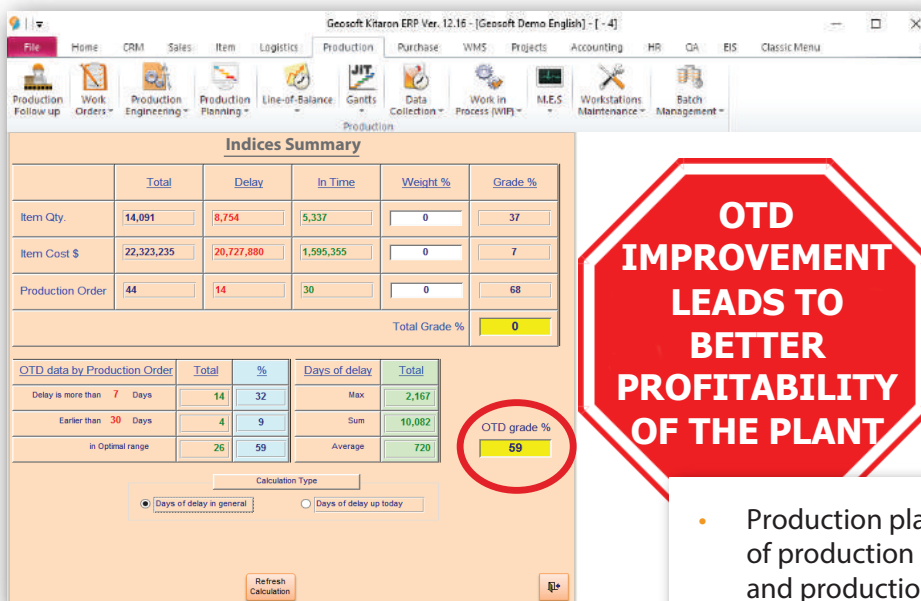 Geosoft Kitaron ERP Ver. 12.16 - [Geosoft Demo English] - [ - 4]
File Home CRM Sales Item Logistics Production Purchase WMS Projects Accounting HR QA EIS Classic Menu
Production Follow up Work Orders Production Engineering Production Planning Line-of-Balance JIT Gantts Data Collection Work in Process (WIP) M.E.S Workstations Maintenance Batch Management
Production
Indices Summary
Total Delay In Time Weight % Grade %
Item Qty. 14,091 8,754 5,337 0 37
Item Cost $ 22,323,235 20,727,880 1,595,355 0 7
Production Order 44 14 30 0 68
Total Grade % 0
OTD data by Production Order Total % Days of delay Total
Delay is more than 7 Days 14 32 Max 2,167
Earlier than 30 Days 4 9 Sum 10,082
in Optimal range 26 59 Average 720
OTD grade %
59
Calculation Type
Days of delay in general Days of delay up today
Refresh
Calculation
OTD
IMPROVEMENT
LEADS TO
BETTER
PROFITABILITY
OF THE PLANT
• Production pla
of production
and productio